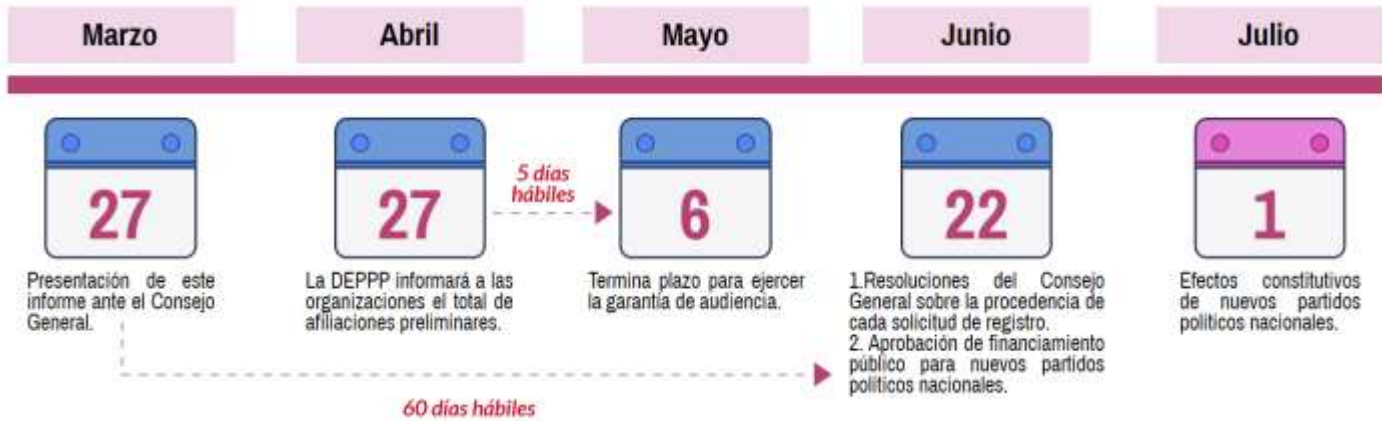 Marzo
Abril
Mayo
Junio
Julio
27
Presentación de este
informe ante el Consejo
General.
27
La DEPPP informará a las
organizaciones el total de
afiliaciones preliminares.
5 días
hábiles
6
Termina plazo para ejercer
la garantía de audiencia.
22
1.Resoluciones del Consejo
General sobre la procedencia de
cada solicitud de registro.
2. Aprobación de financiamiento
público para nuevos partidos
políticos nacionales.
1
Efectos constitutivos
de nuevos partidos
políticos nacionales.
60 días hábiles